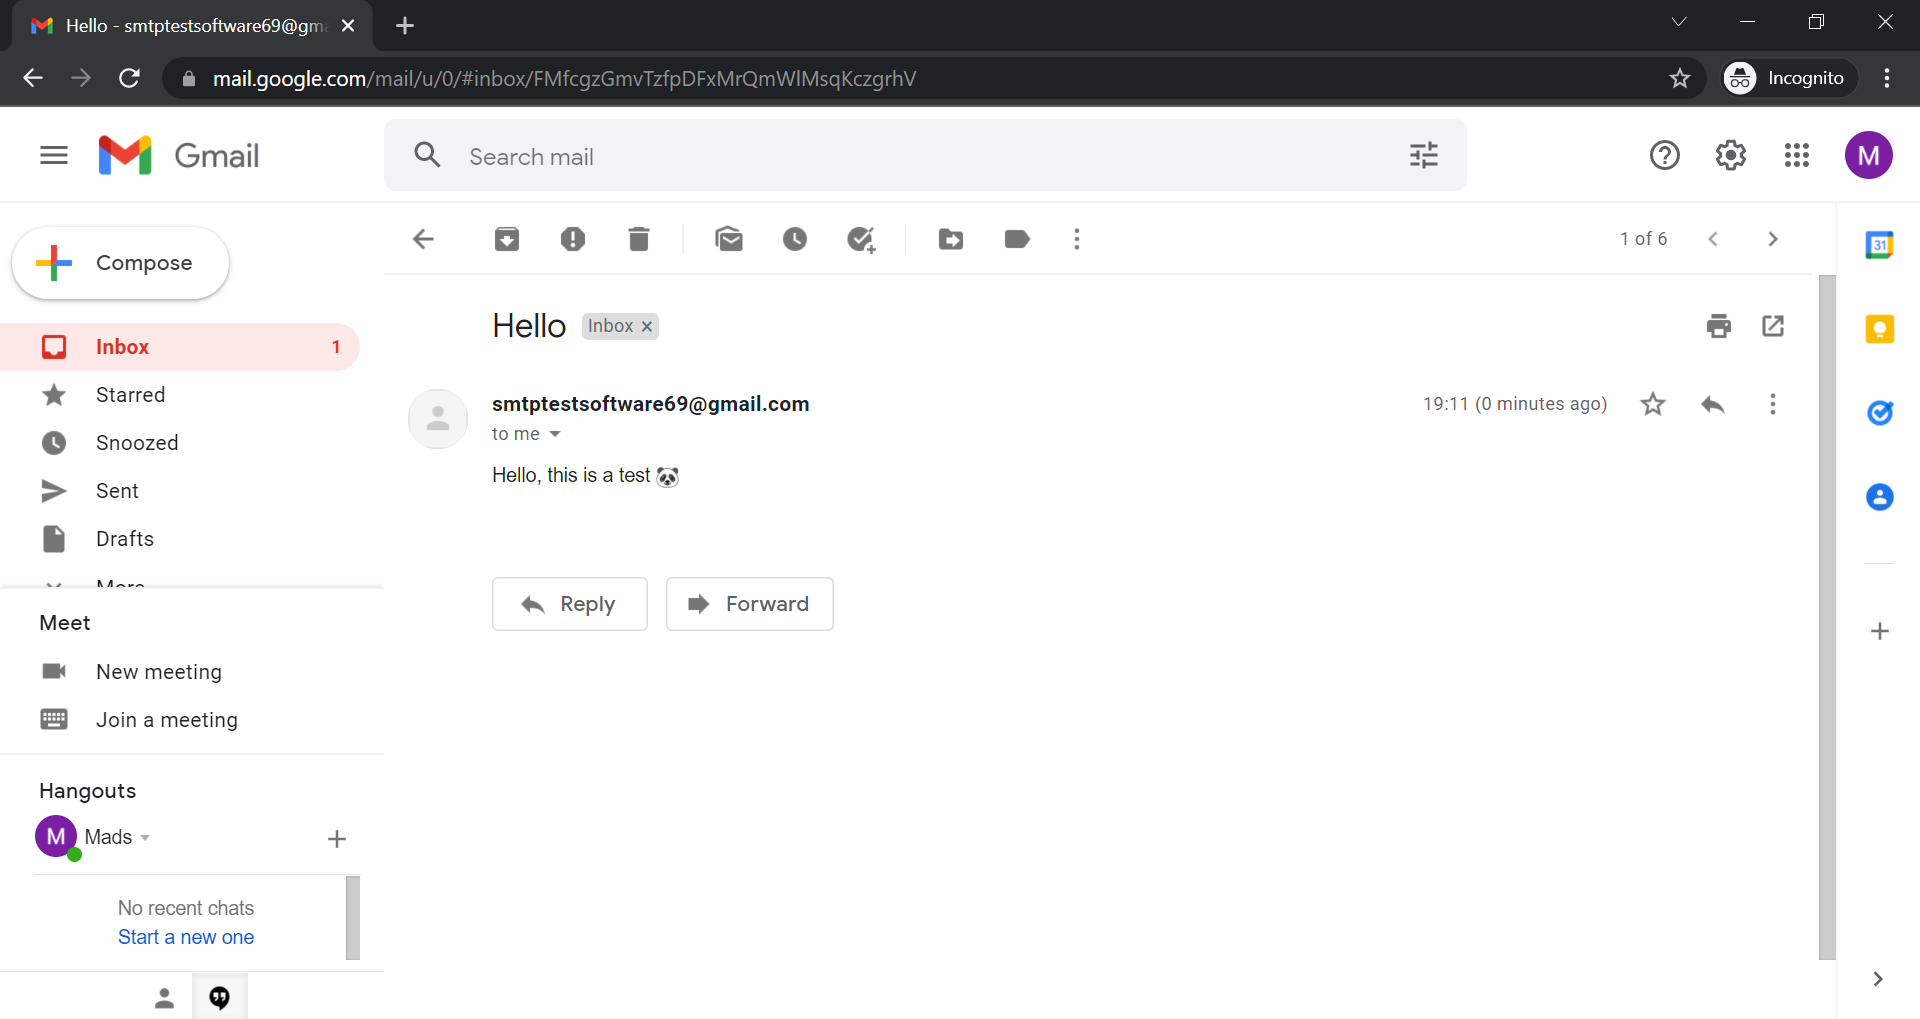 Hello - smtptestsoftware69@gm
mail.google.com/mail/u/0/#inbox/FMfcgzGmvTzfpDFxMrQmWlMsqKczgrhV
Incognito
Gmail
Search mail
M
Compose
1 of 6
31
Hello Inbox
Inbox 1
Starred
Snoozed
Sent
Drafts
More
smtptestsoftware69@gmail.com
19:11 (0 minutes ago)
to me
Hello, this is a test 🐼
Reply
Forward
Meet
New meeting
Join a meeting
Hangouts
M Mads
No recent chats
Start a new one